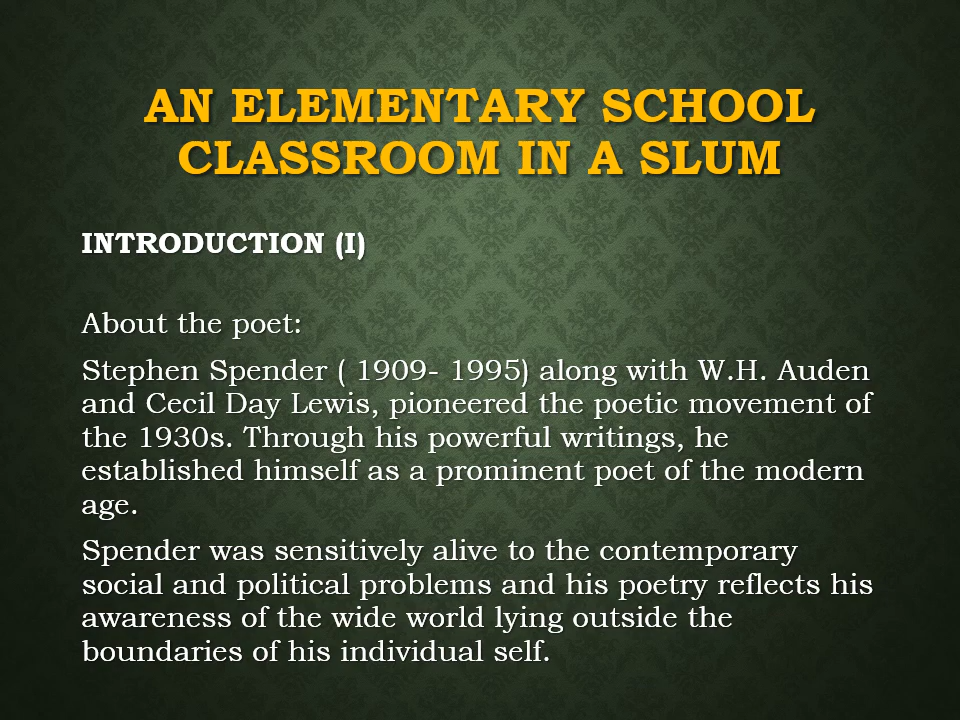 AN ELEMENTARY SCHOOL
CLASSROOM IN A SLUM
INTRODUCTION (I)
About the poet:
Stephen Spender ( 1909- 1995) along with W.H. Auden
and Cecil Day Lewis, pioneered the poetic movement of
the 1930s. Through his powerful writings, he
established himself as a prominent poet of the modern
age.
Spender was sensitively alive to the contemporary
social and political problems and his poetry reflects his
awareness of the wide world lying outside the
boundaries of his individual self.